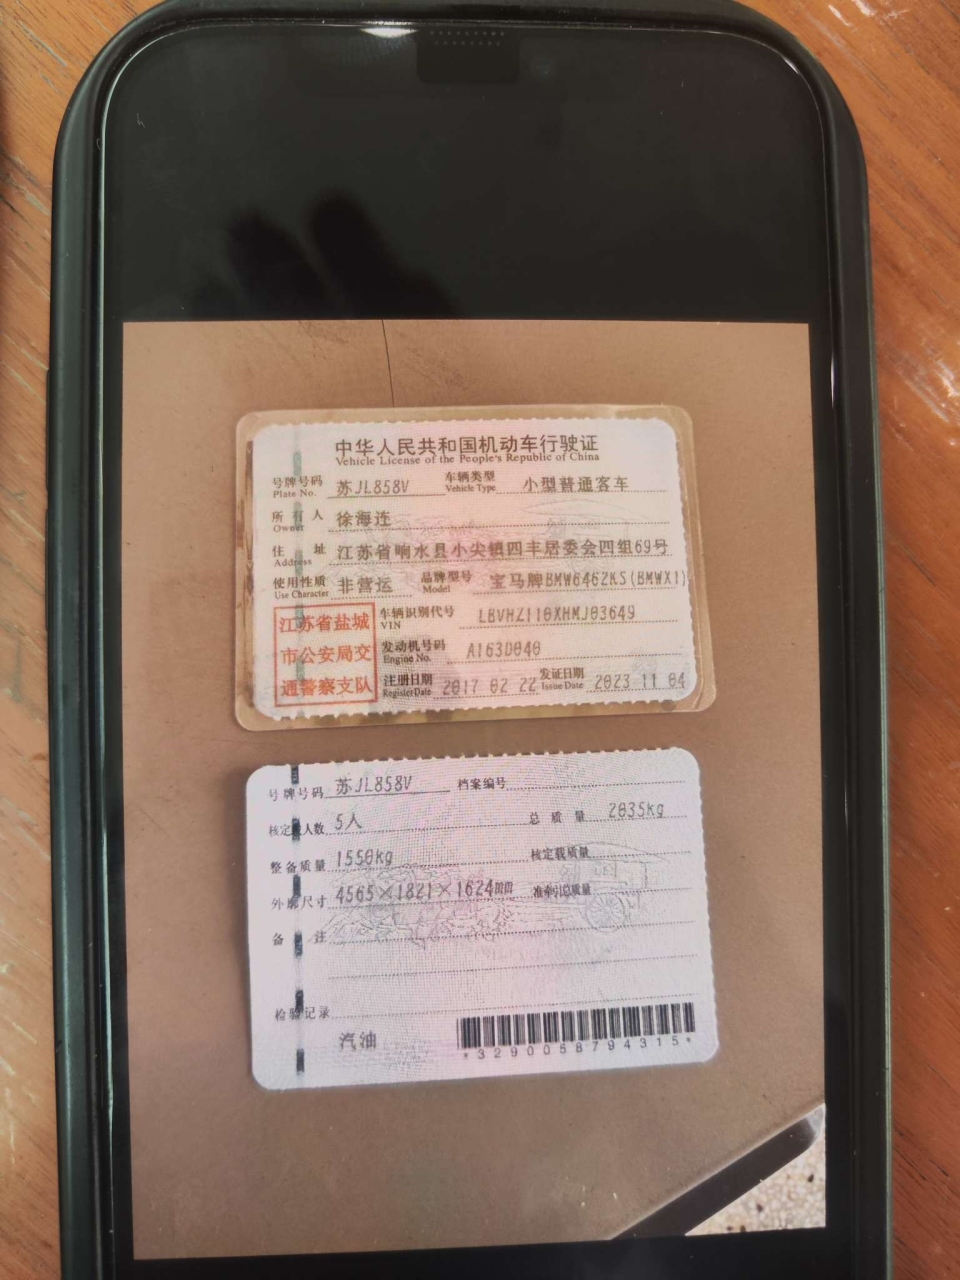 中华人民共和国机动车行驶证
Vehicle License of the People's Republic of China
号牌号码 苏JL858V 车辆类型 小型普通客车
Plate No. Vehicle Type
所有人 徐海连
Owner
住址 江苏省响水县小尖镇四丰居委会四组69号
Address
使用性质 非营运 品牌型号 宝马牌BMW6462KS(BMWX1)
Use Character Model
江苏省盐城 车辆识别代号 LBVHZ110XHMJ03649
VIN
市公安局交 发动机号码 A163D040
Engine No.
通警察支队 注册日期 2017 02 22 发证日期 2023 11 04
Register Date Issue Date
号牌号码 苏JL858V 档案编号
核定载人数 5人 总质量 2035kg
整备质量 1550kg 核定载质量
外廓尺寸 4565×1821×1624mm 准牵引总质量
备注
检验记录
汽油
*3290058794315*